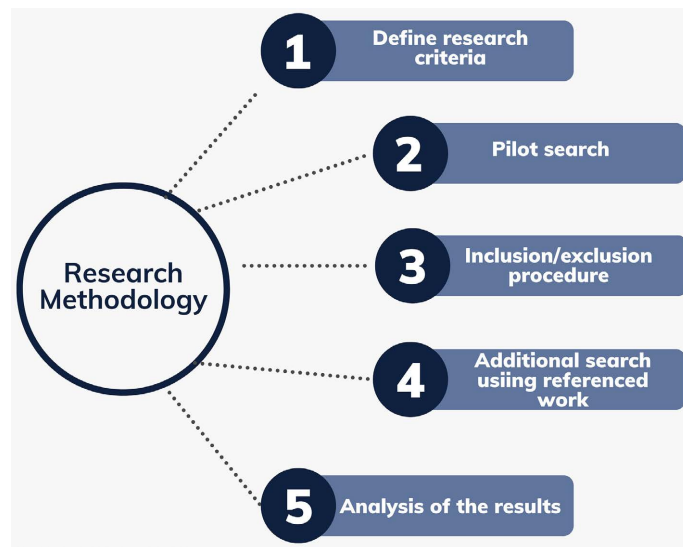 Research
Methodology
1
Define research
criteria
2
Pilot search
3
Inclusion/exclusion
procedure
4
Additional search
usiing referenced
work
5
Analysis of the results